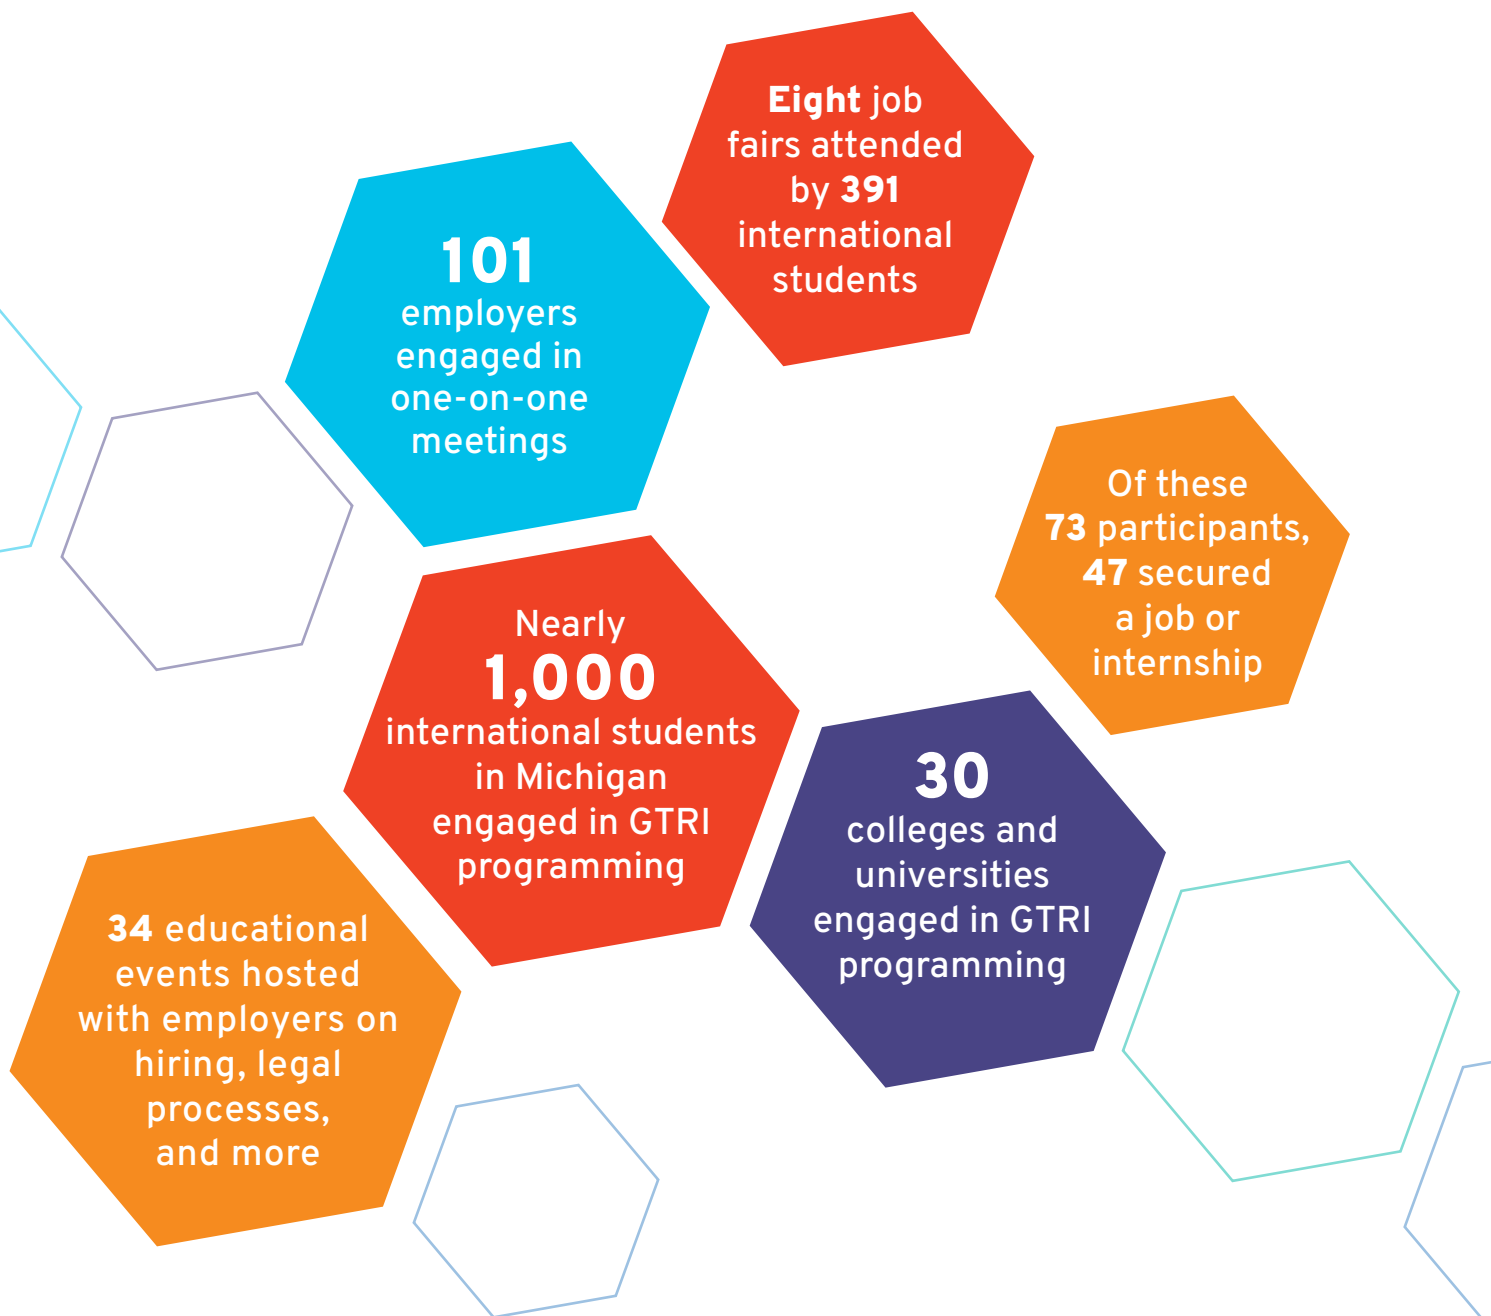 Eight job
fairs attended
by 391
international
students
101
employers
engaged in
one-on-one
meetings
Of these
73 participants,
47 secured
a job or
internship
Nearly
1,000
international students
in Michigan
engaged in GTRI
programming
30
colleges and
universities
engaged in GTRI
programming
34 educational
events hosted
with employers on
hiring, legal
processes,
and more